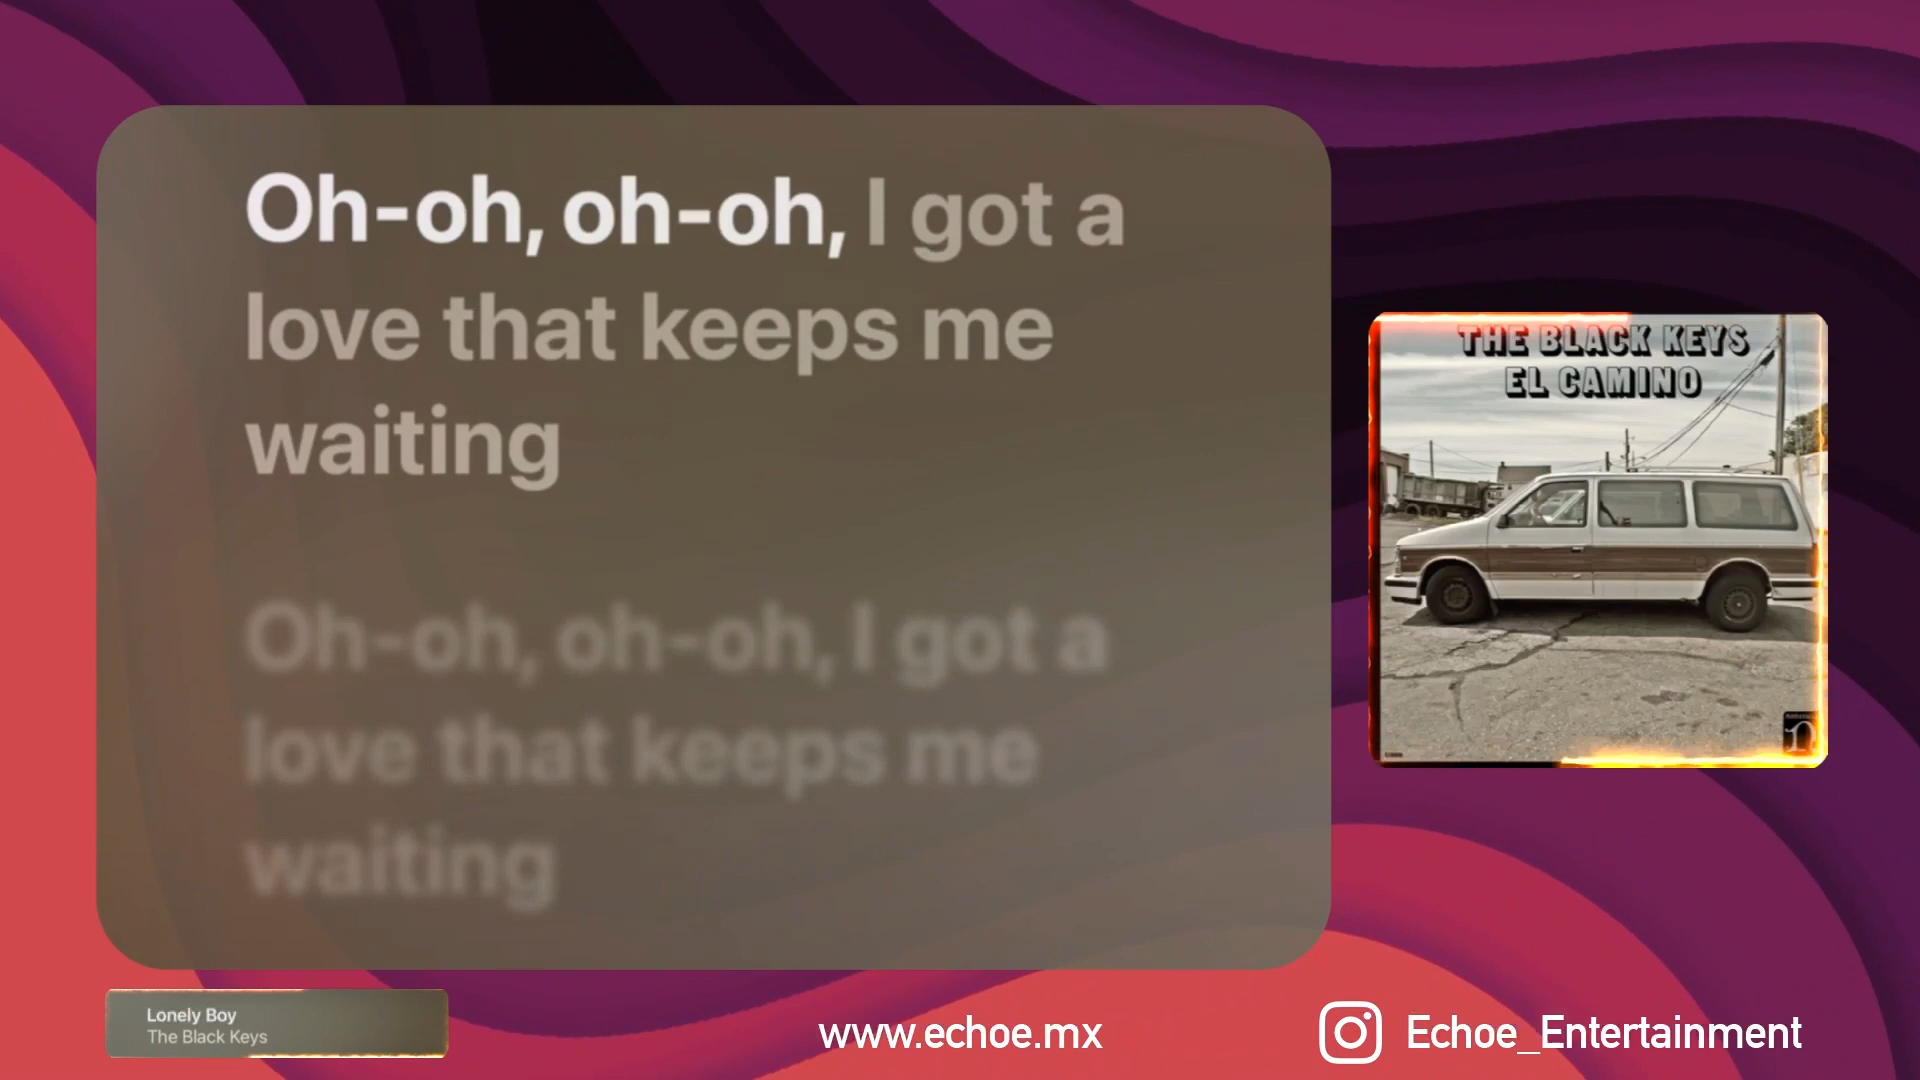 Oh-oh, oh-oh, I got a
love that keeps me
waiting
Oh-oh, oh-oh, I got a
love that keeps me
waiting
THE BLACK KEYS
EL CAMINO
Lonely Boy
The Black Keys
www.echoe.mx
Echoe_Entertainment